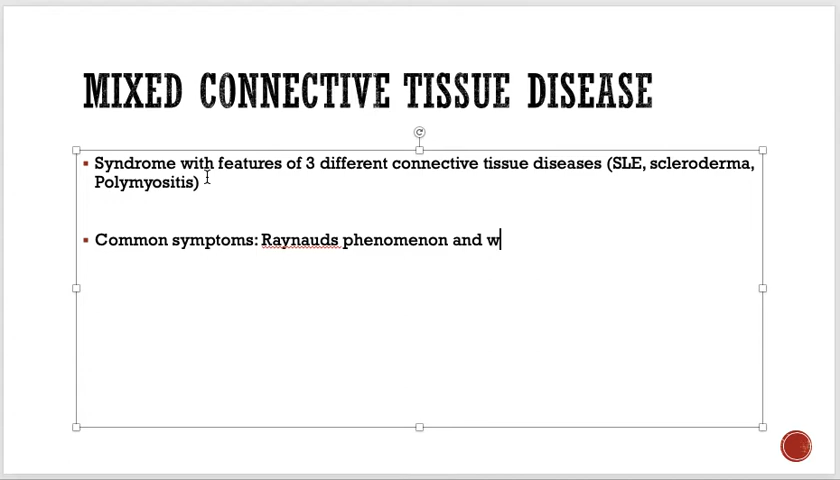 MIXED CONNECTIVE TISSUE DISEASE
Syndrome with features of 3 different connective tissue diseases (SLE, scleroderma,
Polymyositis)
Common symptoms: Raynauds phenomenon and w